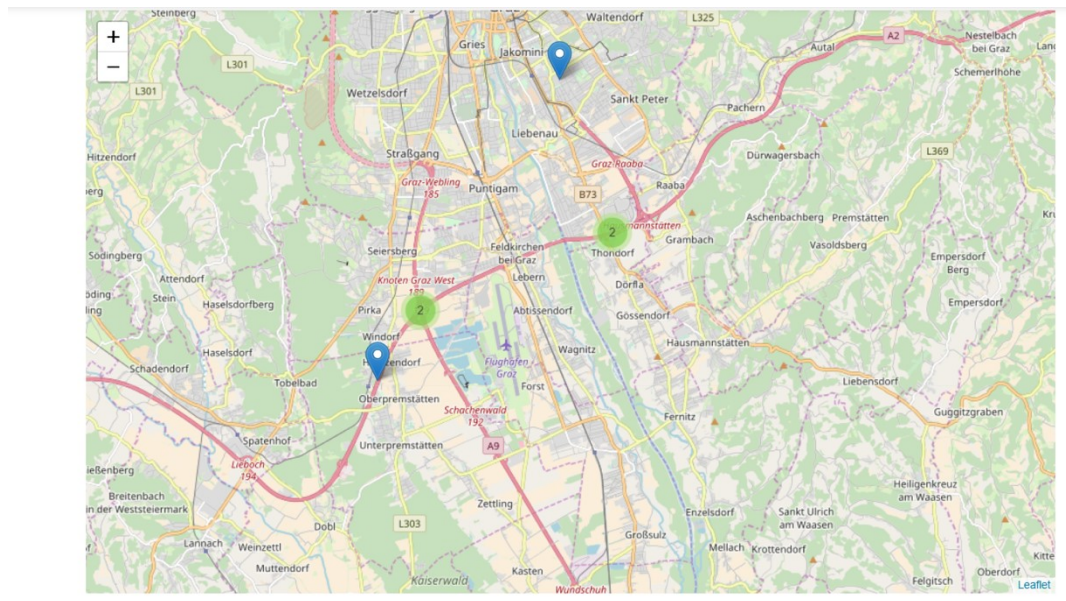 Steinberg
Waltendorf
L325
+
−
Gries
Jakomini
A2
Nestelbach
bei Graz
Autal
L301
Schemerlhöhe
L301
Wetzelsdorf
Sankt Peter
Pachern
Liebenau
Hitzendorf
Straßgang
Dürwagersbach
L369
Graz-Raaba
Graz-Webling
185
Puntigam
B73
Raaba
Aschenbachberg
Premstätten
2
mannstätten
Grambach
Vasoldsberg
Seiersberg
Feldkirchen
bei Graz
Thondorf
Södingberg
Empersdorf
Berg
Attendorf
Knoten Graz West
Lebern
Dörfla
Stein
Haselsdorfberg
Pirka
2
Abtissendorf
Gössendorf
Empersdorf
Windorf
Hausmannstätten
Haselsdorf
Wagnitz
Schadendorf
Flughafen
Graz
Tobelbad
Forst
Liebensdorf
Oberpremstätten
Schachenwald
192
Fernitz
Guggitzgraben
Spatenhof
Unterpremstätten
A9
Lieboch
194
Heiligenkreuz
am Waasen
Breitenbach
in der Weststeiermark
Zettling
Enzelsdorf
Sankt Ulrich
am Waasen
Dobl
L303
Großsulz
Lannach
Weinzettl
Mellach
Krottendorf
Muttendorf
Kasten
Oberdorf
Kaiserwald
Felgitsch
Wundschuh
Leaflet